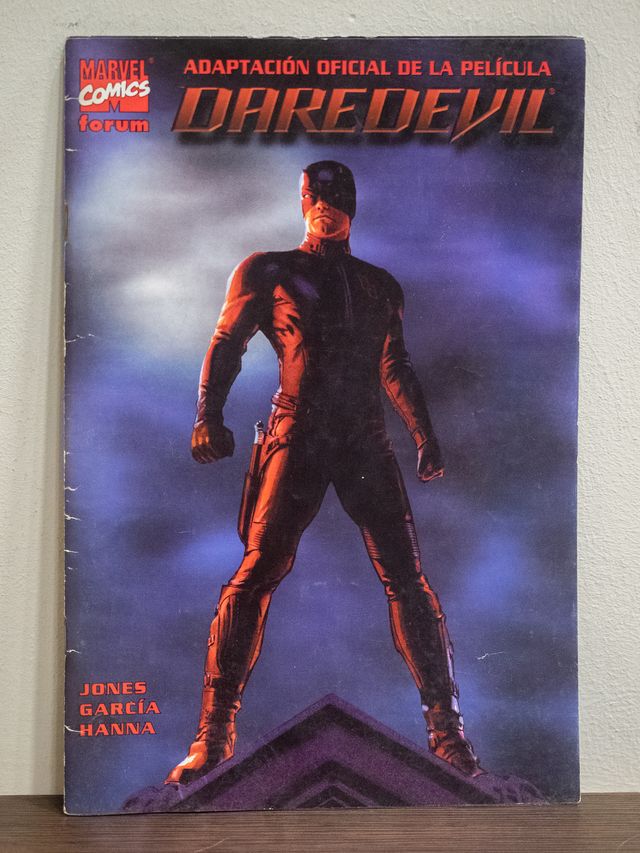 MARVEL®
COMICS
M
forum
ADAPTACIÓN OFICIAL DE LA PELÍCULA
DAREDEVIL®
JONES
GARCÍA
HANNA